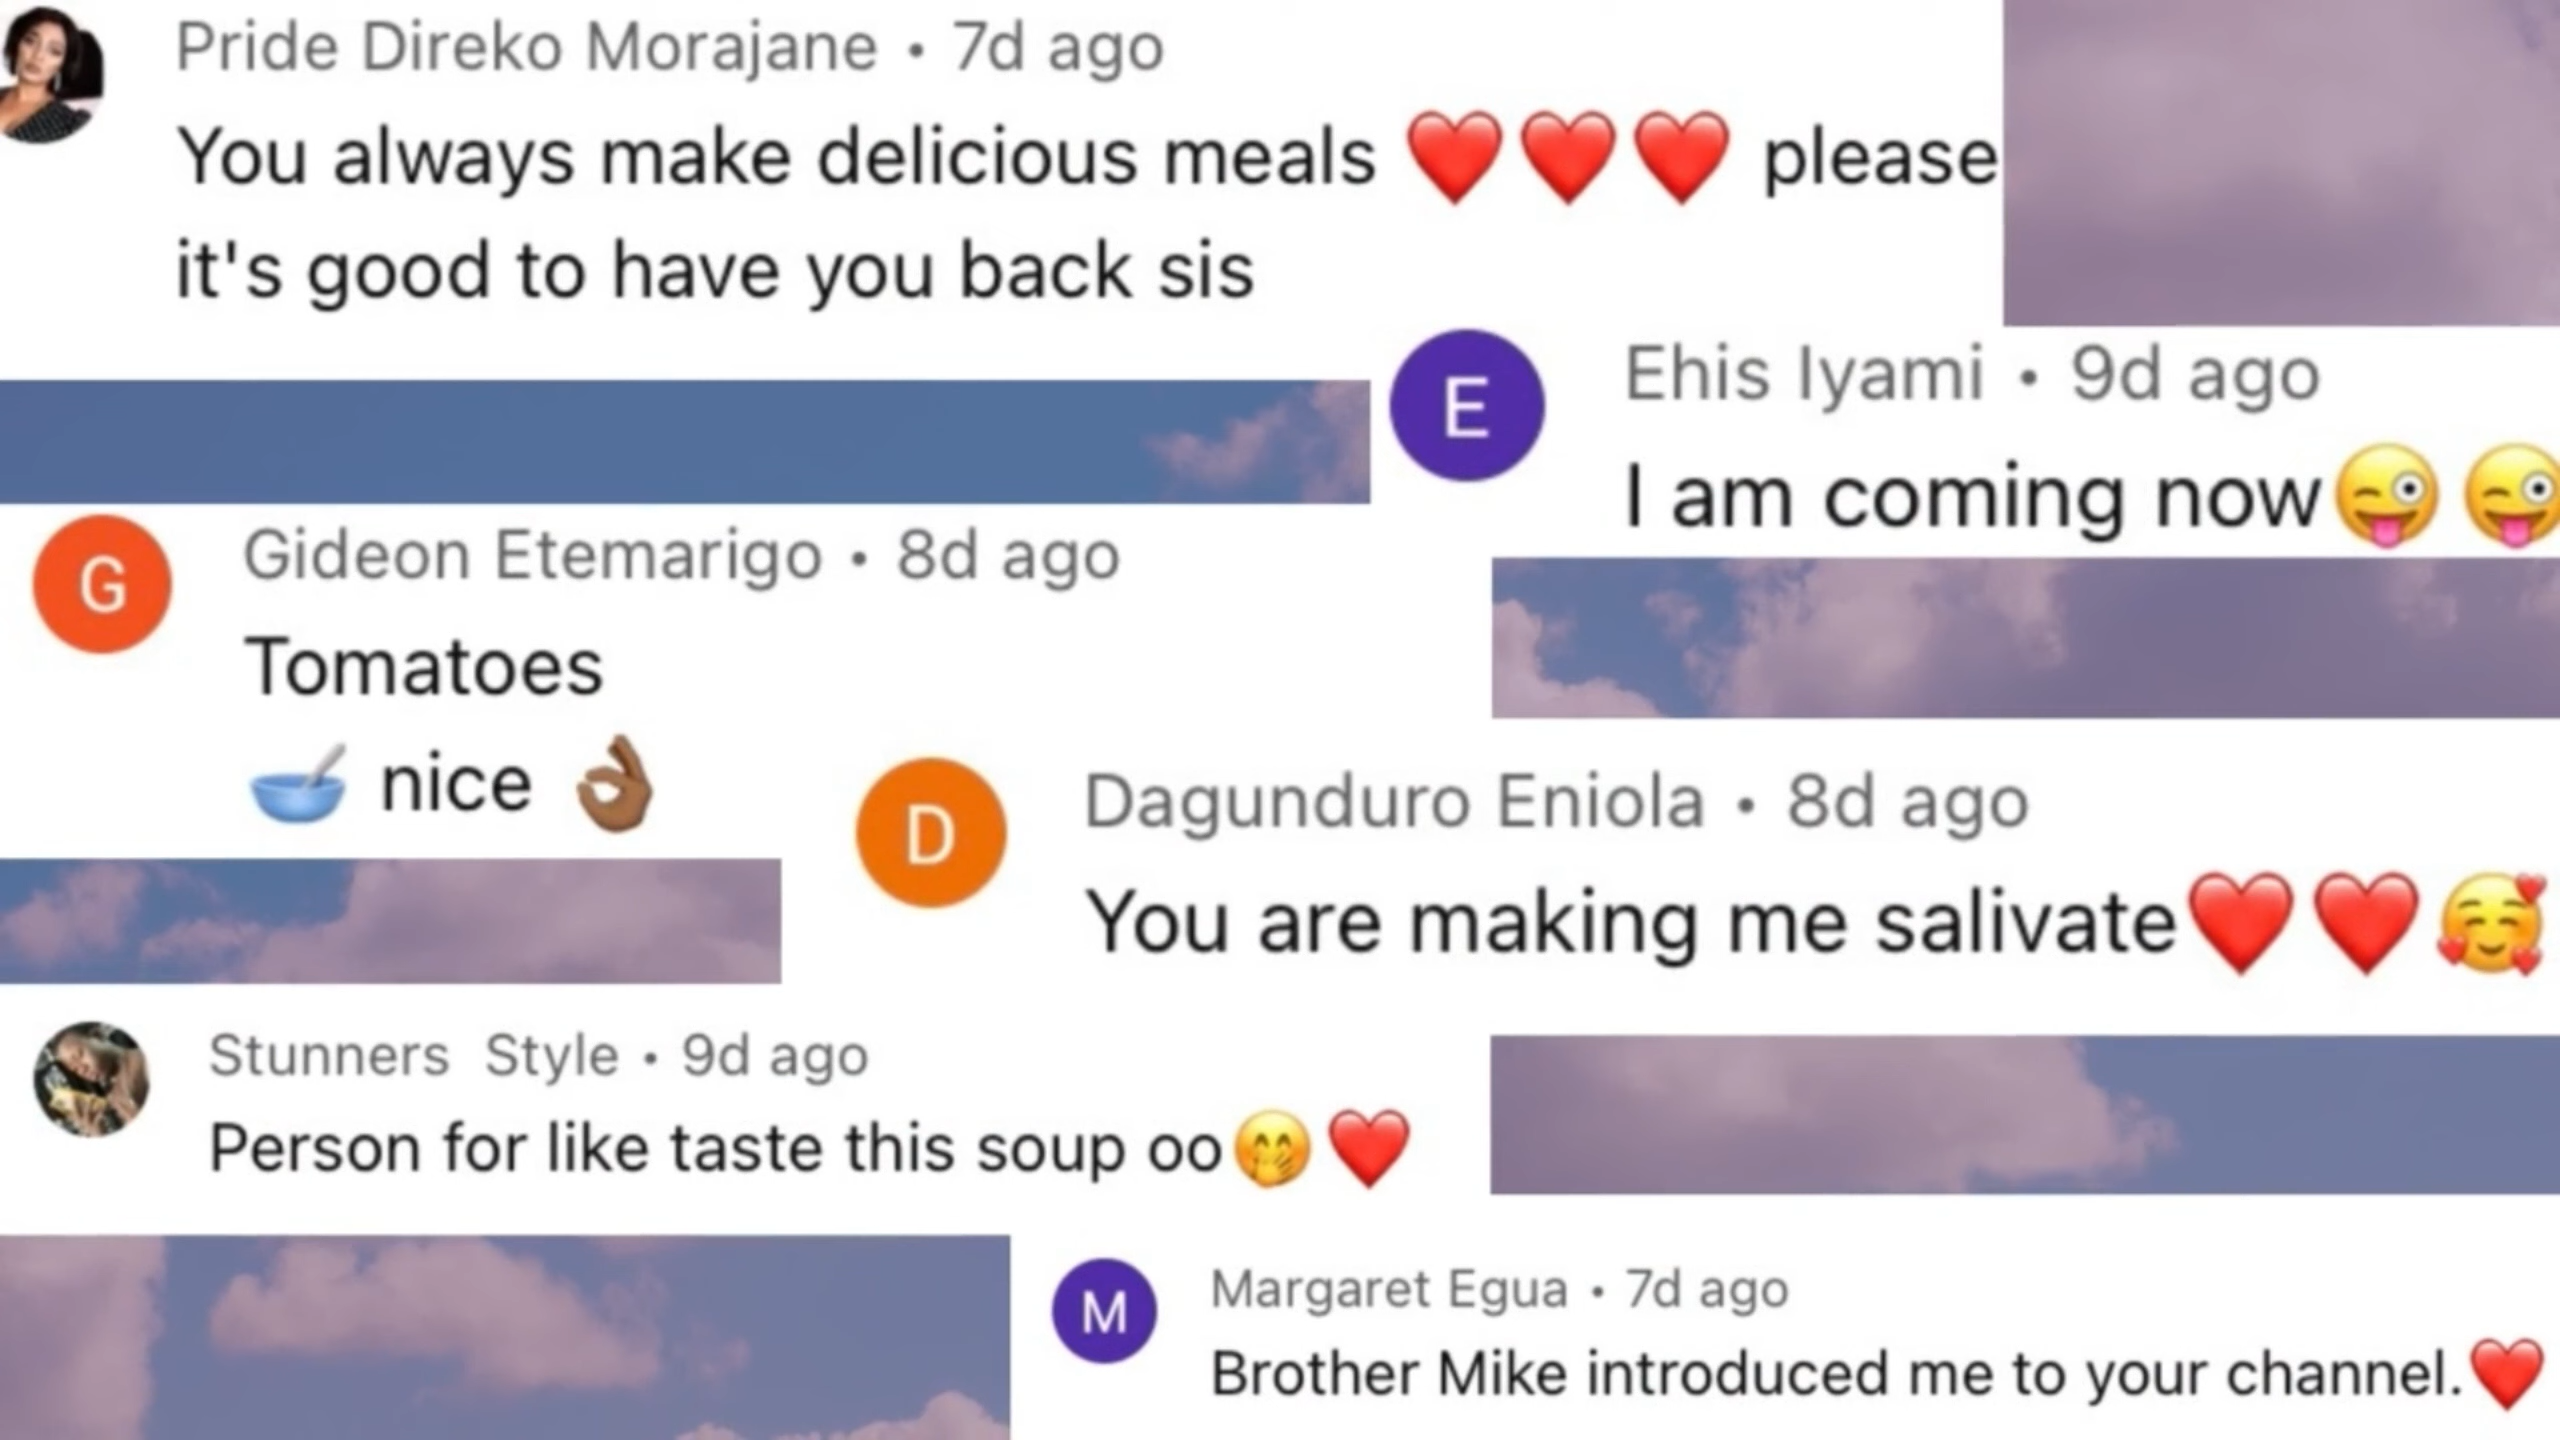 Pride Direko Morajane • 7d ago
You always make delicious meals ❤️❤️❤️ please
it's good to have you back sis
E
Ehis Iyami • 9d ago
I am coming now😜😜
G
Gideon Etemarigo • 8d ago
Tomatoes
🥣 nice 👌🏾
D
Dagunduro Eniola • 8d ago
You are making me salivate❤️❤️🥰
Stunners Style • 9d ago
Person for like taste this soup oo🤭❤️
M
Margaret Egua • 7d ago
Brother Mike introduced me to your channel.❤️